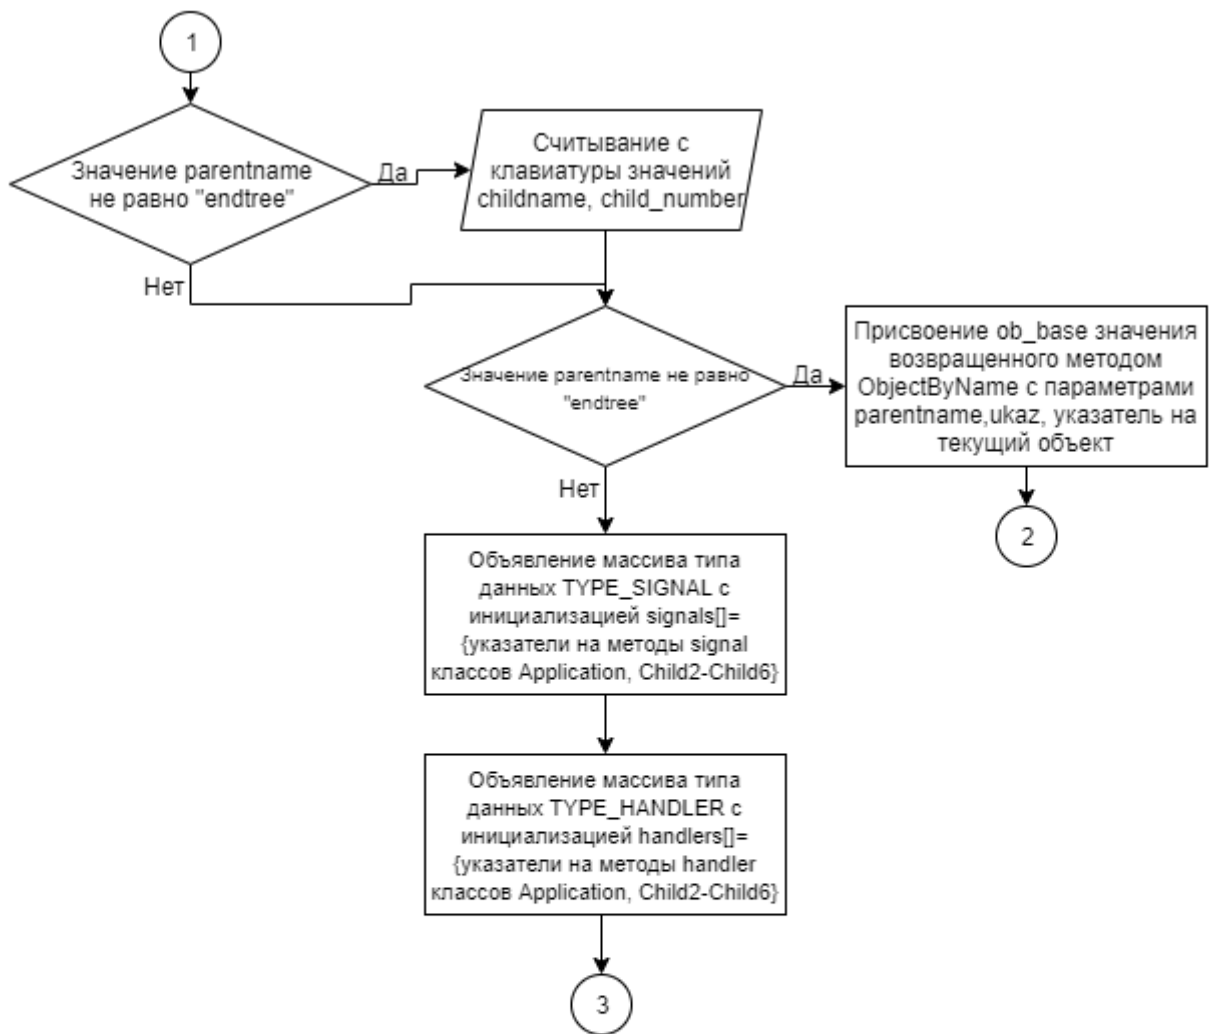 1
Значение parentname
не равно "endtree"
Да
Считывание с
клавиатуры значений
childname, child_number
Нет
Значение parentname не равно
"endtree"
Да
Присвоение ob_base значения
возвращенного методом
ObjectByName с параметрами
parentname,ukaz, указатель на
текущий объект
Нет
2
Объявление массива типа
данных TYPE_SIGNAL с
инициализацией signals[]=
{указатели на методы signal
классов Application, Child2-Child6}
Объявление массива типа
данных TYPE_HANDLER с
инициализацией handlers[]=
{указатели на методы handler
классов Application, Child2-Child6}
3